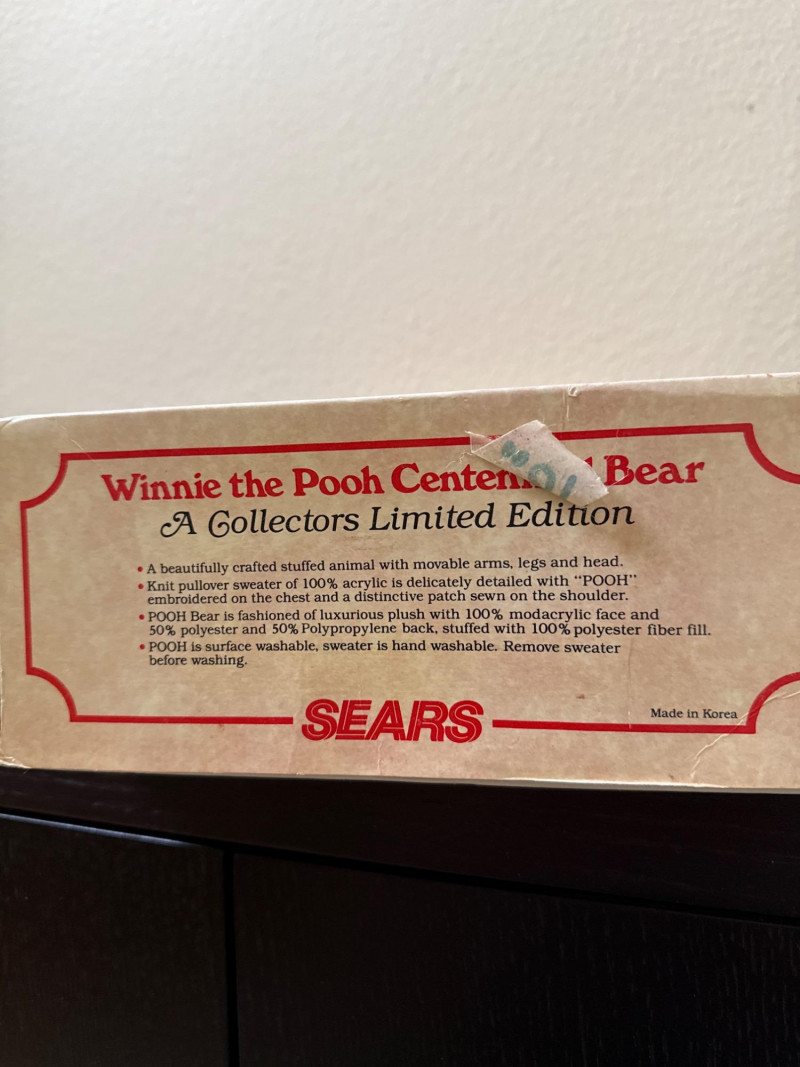 Winnie the Pooh Bear
A Collectors Limited Edition
• A beautifully crafted stuffed animal with movable arms, legs and head.
• Knit pullover sweater of 100% acrylic is delicately detailed with "POOH"
embroidered on the chest and a distinctive patch sewn on the shoulder.
• POOH Bear is fashioned of luxurious plush with 100% modacrylic face and
50% polyester and 50% Polypropylene back, stuffed with 100% polyester fiber fill.
• POOH is surface washable, sweater is hand washable. Remove sweater
before washing.
SEARS
Made in Korea